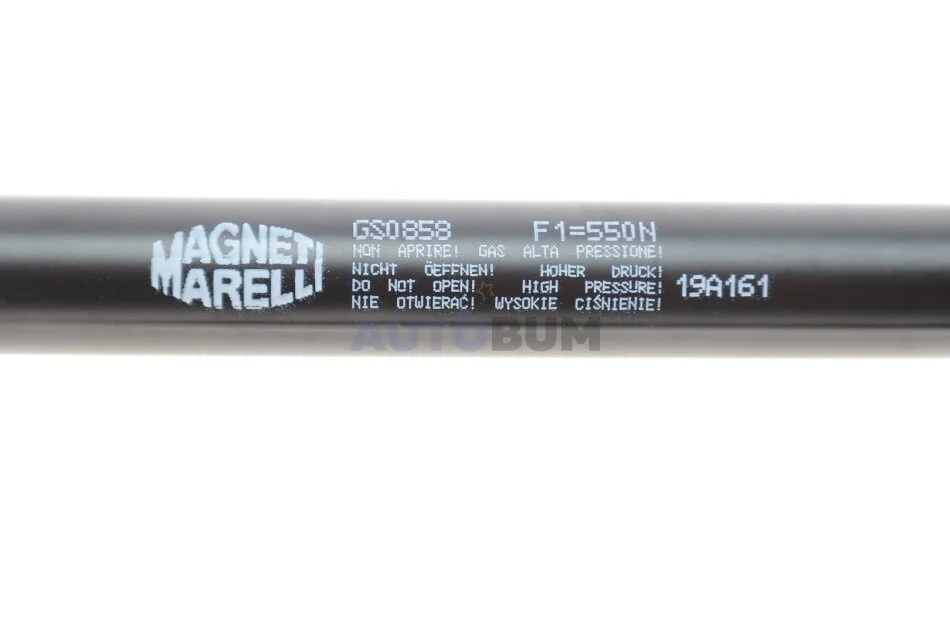 MAGNETI
MARELLI
GS0858 F1=550N
NON APRIRE! GAS ALTA PRESSIONE!
NICHT ÖEFFNEN! HOHER DRUCK!
DO NOT OPEN! HIGH PRESSURE!
NIE OTWIERAĆ! WYSOKIE CIŚNIENIE!
19A161
AUTOBUM